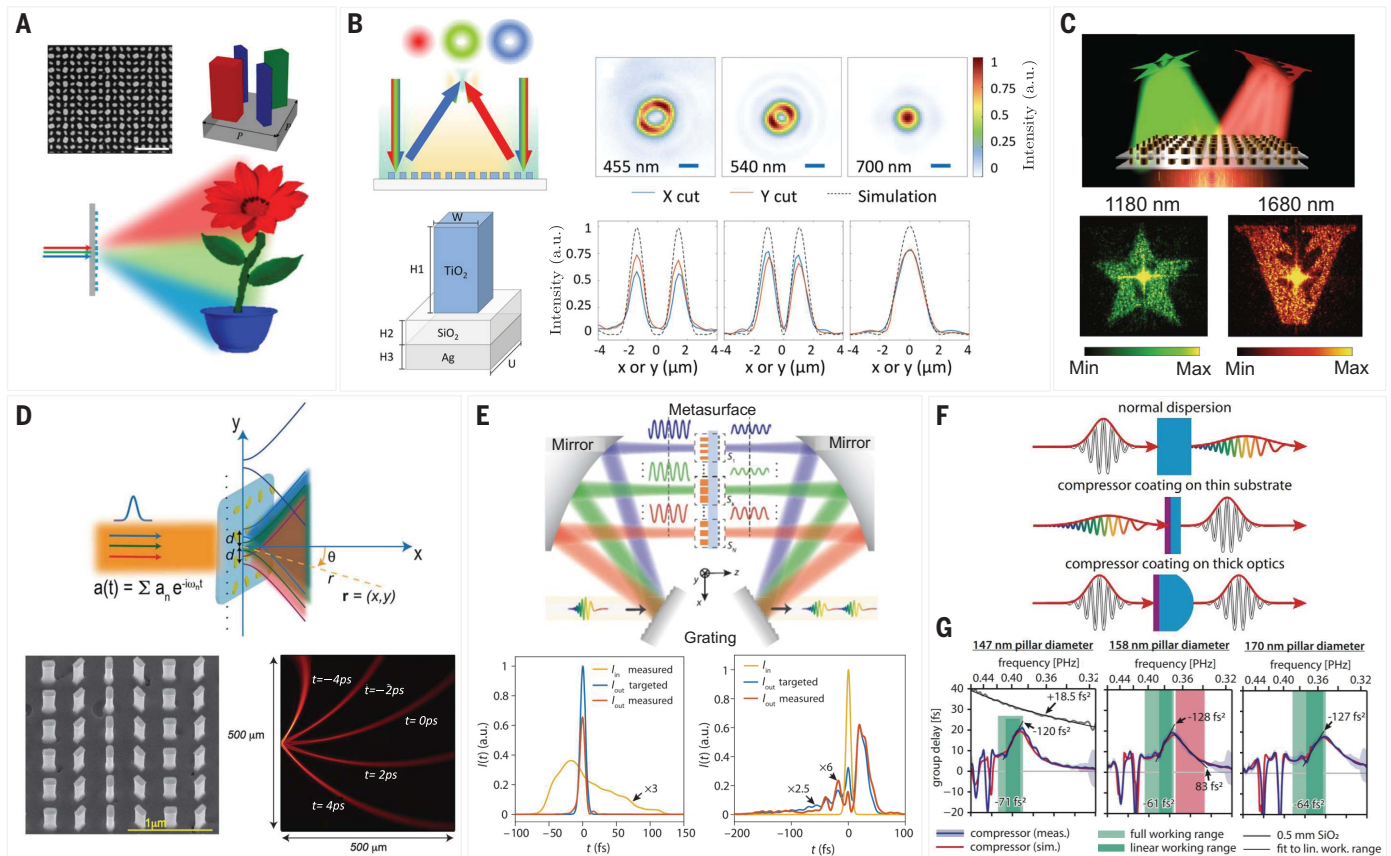 A
P
P
B
455 nm
540 nm
700 nm
1
0.75
0.5
0.25
0
Intensity (a.u.)
X cut
Y cut
Simulation
W
H1
TiO2
H2
SiO2
H3
Ag
U
Intensity (a.u.)
1
0.75
0.5
0.25
0
-4 -2 0 2 4
-2 0 2 4
-2 0 2 4
x or y (μm)
x or y (μm)
x or y (μm)
C
1180 nm
1680 nm
Min Max
Min Max
D
y
x
d
d
θ
r
r = (x,y)
a(t) = Σ aₙ e^-iωₙt
1μm
500 μm
t=−4ps
t=−2ps
t= 0ps
t= 2ps
t= 4ps
500 μm
E
Metasurface
Mirror
Mirror
S1
Sk
SN
y
z
x
Grating
I(t) (a.u.)
1.0
0.8
0.6
0.4
0.2
0
Iin measured
Iout targeted
Iout measured
×3
−100 −50 0 50 100 150
t (fs)
I(t) (a.u.)
1.0
0.8
0.6
0.4
0.2
0
Iin
Iout targeted
Iout measured
×6
×2.5
−200 −100 0 100
t (fs)
F
normal dispersion
compressor coating on thin substrate
compressor coating on thick optics
G
147 nm pillar diameter
158 nm pillar diameter
170 nm pillar diameter
frequency [PHz]
frequency [PHz]
frequency [PHz]
0.44 0.40 0.36
0.44 0.40 0.36 0.32
0.44 0.40 0.36 0.32
group delay [fs]
40
30
20
10
0
−10
−20
+18.5 fs²
-120 fs²
-71 fs²
-128 fs²
83 fs²
-61 fs²
-127 fs²
-64 fs²
compressor (meas.)
compressor (sim.)
full working range
linear working range
0.5 mm SiO2
fit to lin. work. range